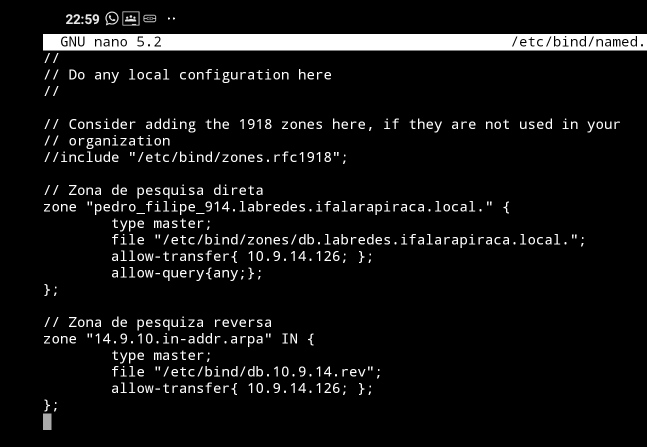 22:59
GNU nano 5.2 /etc/bind/named.
//
// Do any local configuration here
//
// Consider adding the 1918 zones here, if they are not used in your
// organization
//include "/etc/bind/zones.rfc1918";
// Zona de pesquisa direta
zone "pedro_filipe_914.labredes.ifalarapiraca.local." {
type master;
file "/etc/bind/zones/db.labredes.ifalarapiraca.local.";
allow-transfer{ 10.9.14.126; };
allow-query{any;};
};
// Zona de pesquiza reversa
zone "14.9.10.in-addr.arpa" IN {
type master;
file "/etc/bind/db.10.9.14.rev";
allow-transfer{ 10.9.14.126; };
};